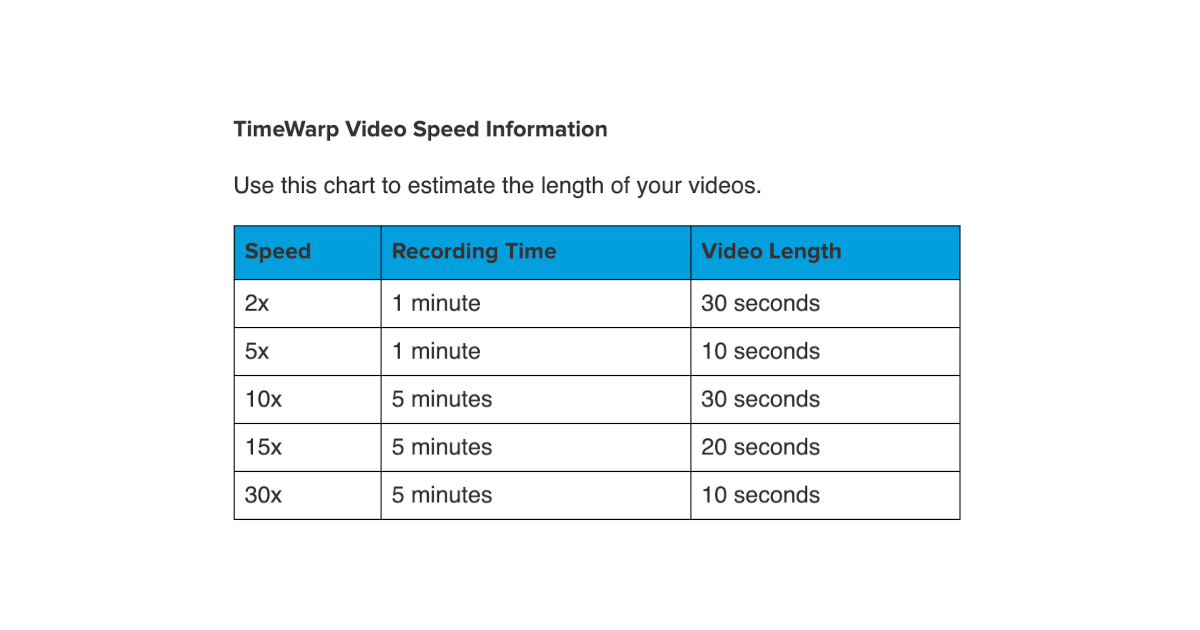 TimeWarp Video Speed Information
Use this chart to estimate the length of your videos.
Speed Recording Time Video Length
2x 1 minute 30 seconds
5x 1 minute 10 seconds
10x 5 minutes 30 seconds
15x 5 minutes 20 seconds
30x 5 minutes 10 seconds